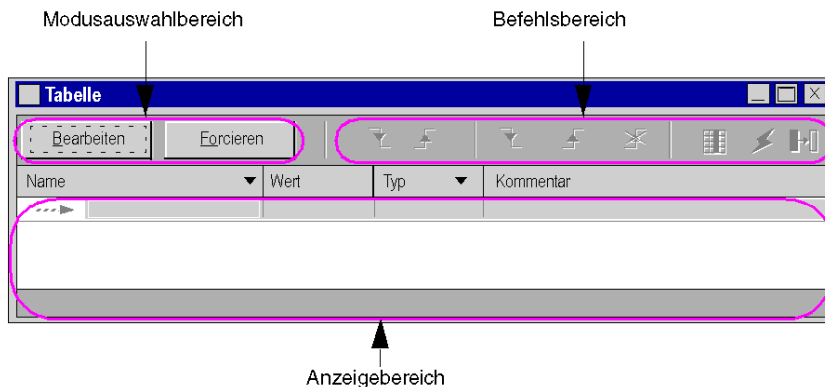 Modusauswahlbereich Befehlsbereich
Tabelle
Bearbeiten Forcieren
Name Wert Typ Kommentar
Anzeigebereich